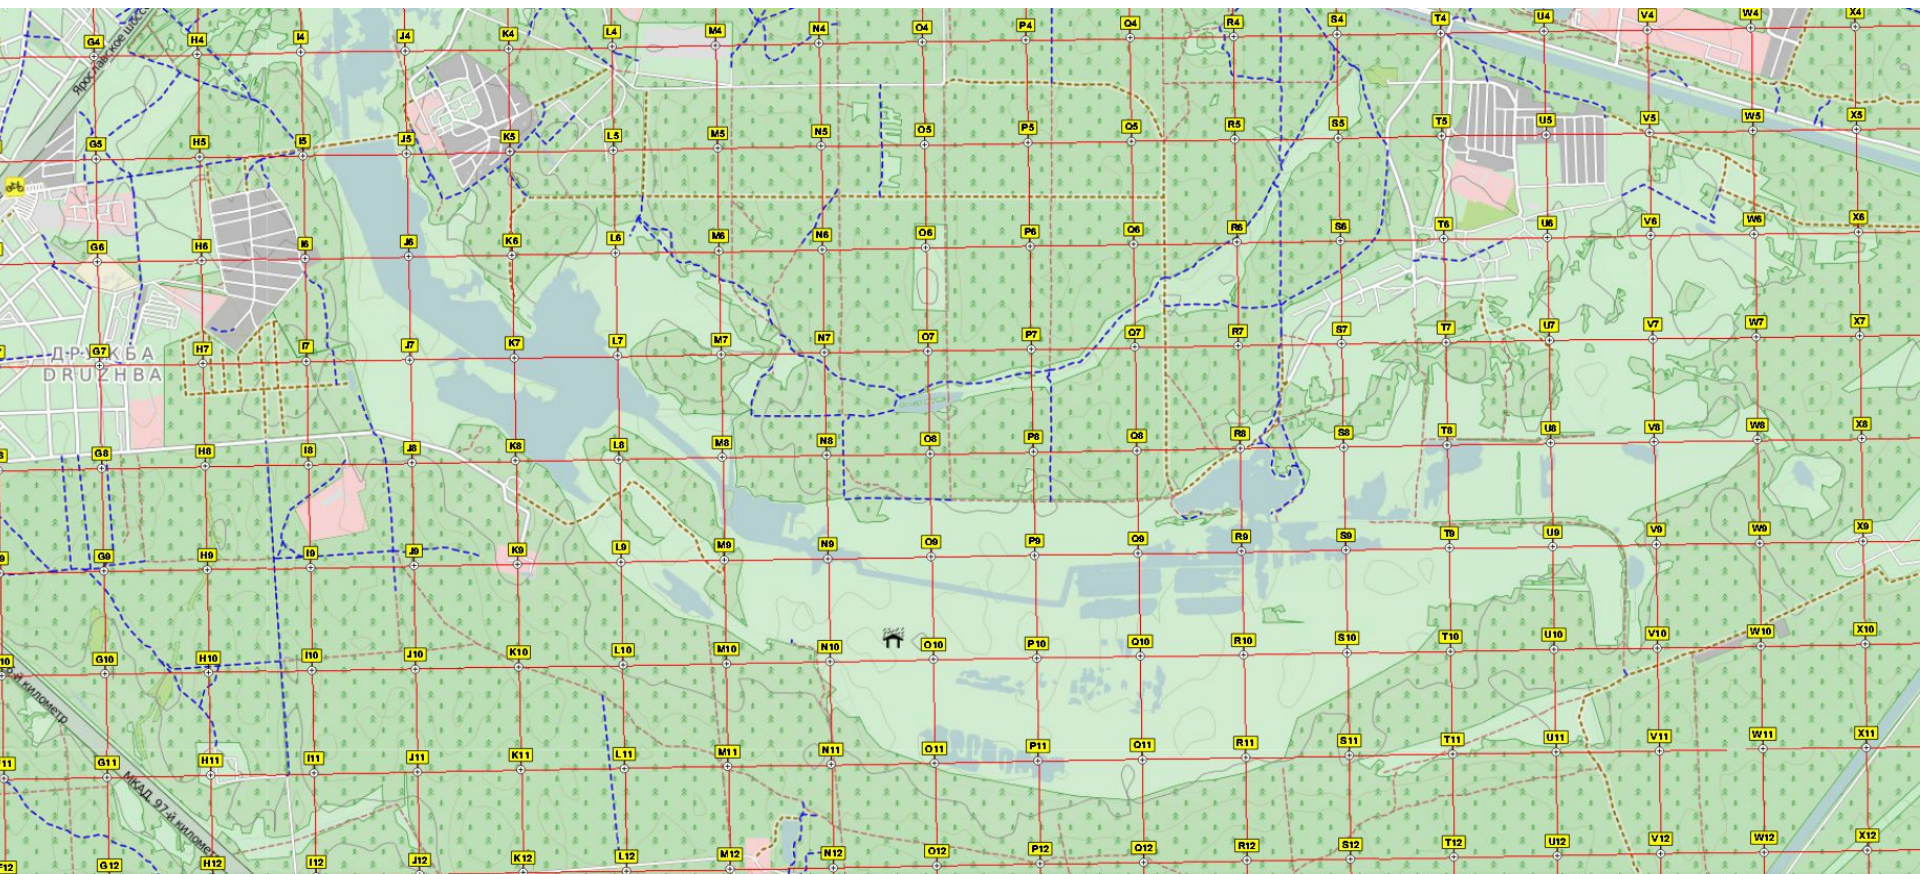 G4 H4 I4 J4 K4 L4 M4 N4 O4 P4 Q4 R4 S4 T4 U4 V4 W4 X4
Ярославское шоссе
G5 H5 I5 J5 K5 L5 M5 N5 O5 P5 Q5 R5 S5 T5 U5 V5 W5 X5
G6 H6 I6 J6 K6 L6 M6 N6 O6 P6 Q6 R6 S6 T6 U6 V6 W6 X6
G7 H7 I7 J7 K7 L7 M7 N7 O7 P7 Q7 R7 S7 T7 U7 V7 W7 X7
ДРУЖБА
DRUZHBA
G8 H8 I8 J8 K8 L8 M8 N8 O8 P8 Q8 R8 S8 T8 U8 V8 W8 X8
G9 H9 I9 J9 K9 L9 M9 N9 O9 P9 Q9 R9 S9 T9 U9 V9 W9 X9
G10 H10 I10 J10 K10 L10 M10 N10 O10 P10 Q10 R10 S10 T10 U10 V10 W10 X10
километр
G11 H11 I11 J11 K11 L11 M11 N11 O11 P11 Q11 R11 S11 T11 U11 V11 W11 X11
МКАД, 97-й километр
F12 G12 H12 I12 J12 K12 L12 M12 N12 O12 P12 Q12 R12 S12 T12 U12 V12 W12 X12